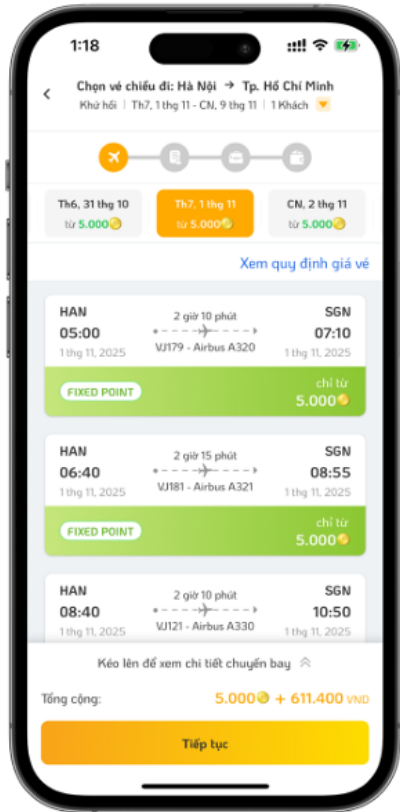 1:18
Chọn vé chiều đi: Hà Nội → Tp. Hồ Chí Minh
Khứ hồi | Th7, 1 thg 11 - CN, 9 thg 11 | 1 Khách
Th6, 31 thg 10
từ 5.000
Th7, 1 thg 11
từ 5.000
CN, 2 thg 11
từ 5.000
Xem quy định giá vé
HAN 2 giờ 10 phút SGN
05:00 07:10
1 thg 11, 2025 VJ179 - Airbus A320 1 thg 11, 2025
FIXED POINT
chỉ từ
5.000
HAN 2 giờ 15 phút SGN
06:40 08:55
1 thg 11, 2025 VJ181 - Airbus A321 1 thg 11, 2025
FIXED POINT
chỉ từ
5.000
HAN 2 giờ 10 phút SGN
08:40 10:50
1 thg 11, 2025 VJ121 - Airbus A330 1 thg 11, 2025
Kéo lên để xem chi tiết chuyến bay
Tổng cộng: 5.000 + 611.400 VND
Tiếp tục